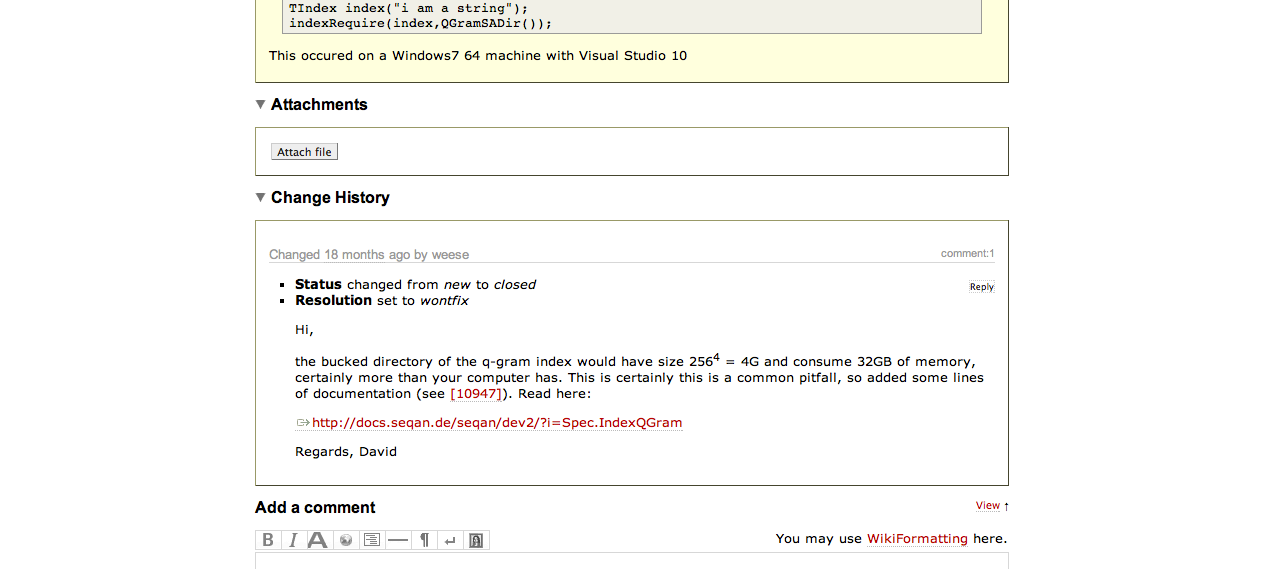 TIndex index("i am a string");
indexRequire(index,QGramSADir());
This occured on a Windows7 64 machine with Visual Studio 10
Attachments
Attach file
Change History
Changed 18 months ago by weese comment:1
Status changed from new to closed
Reply
Resolution set to wontfix
Hi,
the bucked directory of the q-gram index would have size 256⁴ = 4G and consume 32GB of memory,
certainly more than your computer has. This is certainly this is a common pitfall, so added some lines
of documentation (see [10947]). Read here:
http://docs.seqan.de/seqan/dev2/?i=Spec.IndexQGram
Regards, David
Add a comment View ↑
B I A ¶ ↵ You may use WikiFormatting here.